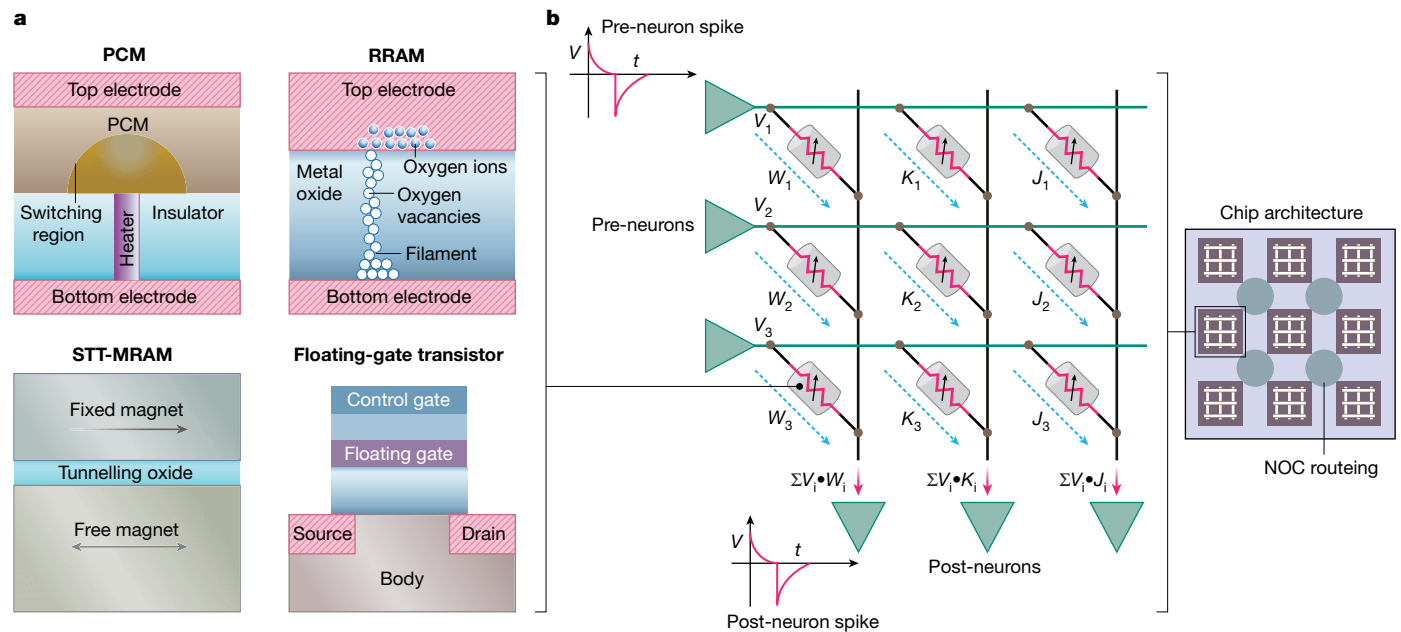 a
PCM
Top electrode
PCM
Switching
region
Heater
Insulator
Bottom electrode
RRAM
Top electrode
Oxygen ions
Metal
oxide
Oxygen
vacancies
Filament
Bottom electrode
STT-MRAM
Fixed magnet
Tunnelling oxide
Free magnet
Floating-gate transistor
Control gate
Floating gate
Source
Drain
Body
b
Pre-neuron spike
V
t
V1
W1
K1
J1
Pre-neurons
V2
W2
K2
J2
V3
W3
K3
J3
ΣVi•Wi
ΣVi•Ki
ΣVi•Ji
V
t
Post-neurons
Post-neuron spike
Chip architecture
NOC routeing